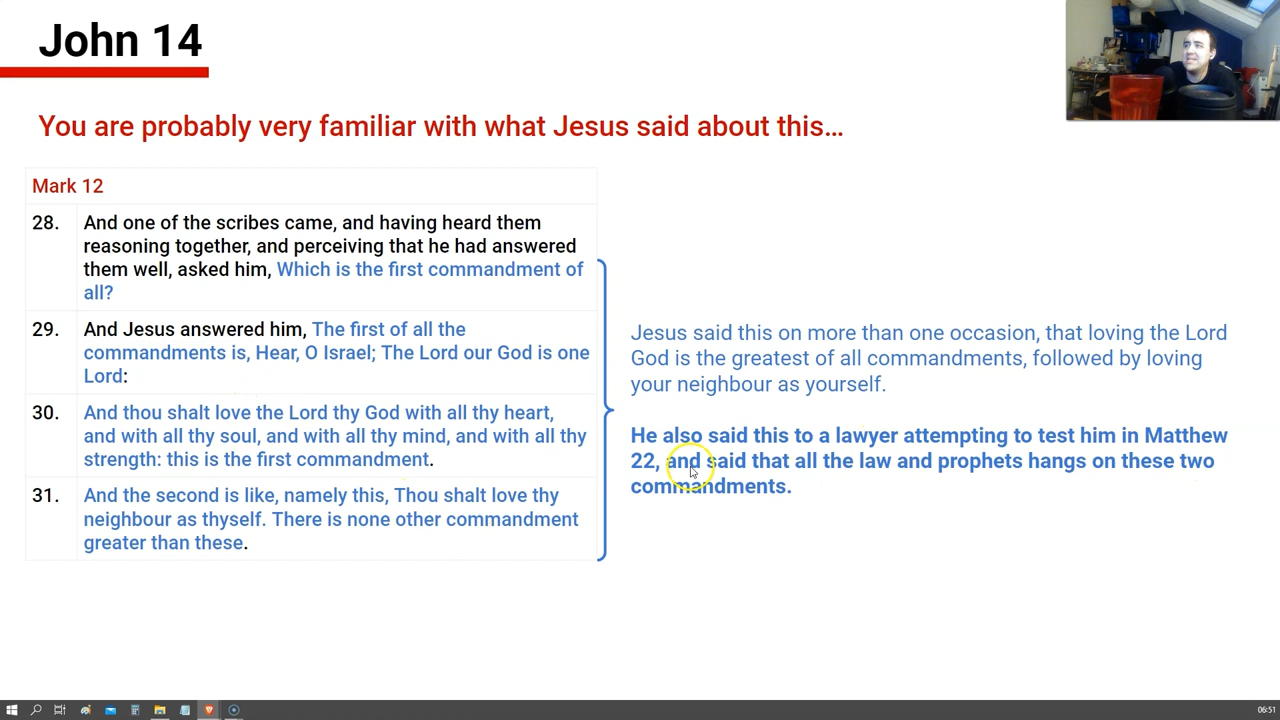 John 14
You are probably very familiar with what Jesus said about this…
Mark 12
28. And one of the scribes came, and having heard them
reasoning together, and perceiving that he had answered
them well, asked him, Which is the first commandment of
all?
29. And Jesus answered him, The first of all the
commandments is, Hear, O Israel; The Lord our God is one
Lord:
30. And thou shalt love the Lord thy God with all thy heart,
and with all thy soul, and with all thy mind, and with all thy
strength: this is the first commandment.
31. And the second is like, namely this, Thou shalt love thy
neighbour as thyself. There is none other commandment
greater than these.
Jesus said this on more than one occasion, that loving the Lord
God is the greatest of all commandments, followed by loving
your neighbour as yourself.
He also said this to a lawyer attempting to test him in Matthew
22, and said that all the law and prophets hangs on these two
commandments.
06:51